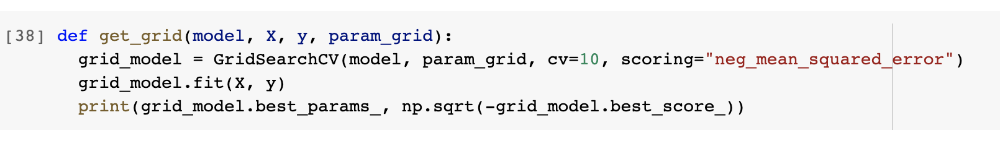 [38] def get_grid(model, X, y, param_grid):
grid_model = GridSearchCV(model, param_grid, cv=10, scoring="neg_mean_squared_error")
grid_model.fit(X, y)
print(grid_model.best_params_, np.sqrt(-grid_model.best_score_))